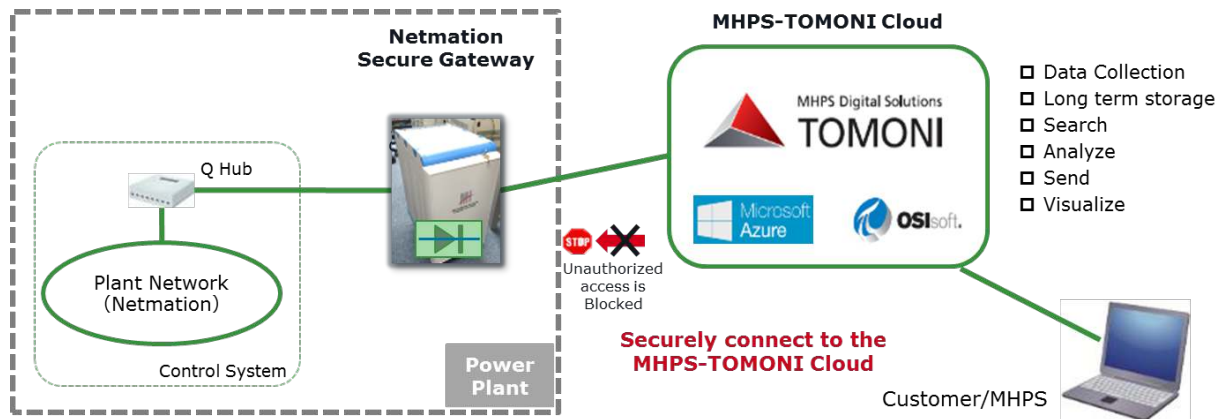 Netmation
Secure Gateway
Q Hub
Plant Network
(Netmation)
Control System
Power
Plant
MHPS-TOMONI Cloud
MHPS Digital Solutions
TOMONI
Microsoft
Azure
OSIsoft.
STOP
Unauthorized
access is
Blocked
Securely connect to the
MHPS-TOMONI Cloud
Data Collection
Long term storage
Search
Analyze
Send
Visualize
Customer/MHPS